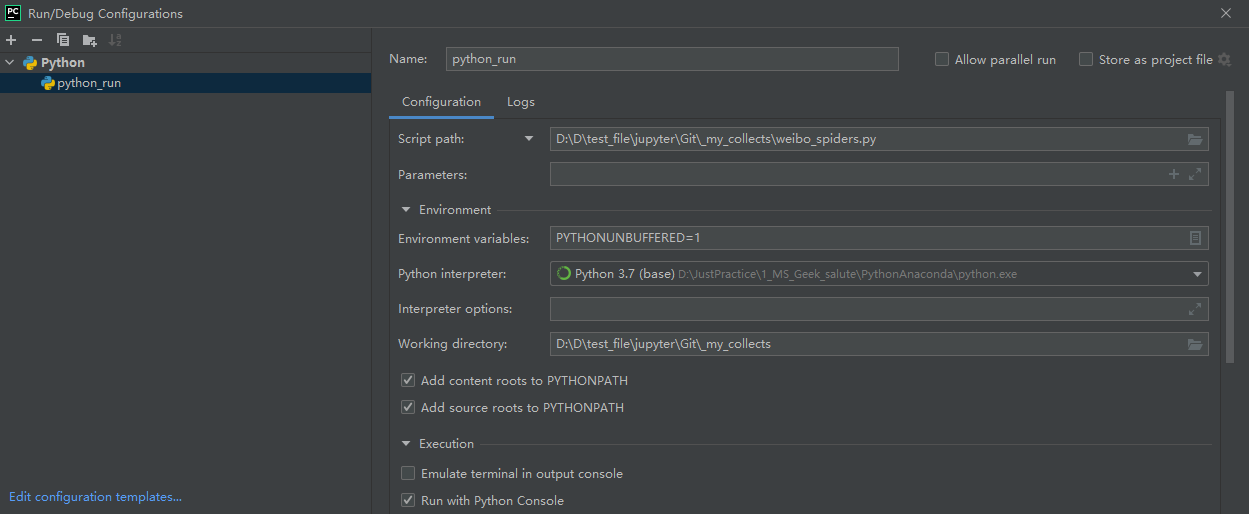 PC Run/Debug Configurations
Python
python_run
Edit configuration templates...
Name: python_run Allow parallel run Store as project file
Configuration Logs
Script path: D:\D\test_file\jupyter\Git\_my_collects\weibo_spiders.py
Parameters:
Environment
Environment variables: PYTHONUNBUFFERED=1
Python interpreter: Python 3.7 (base) D:\JustPractice\1_MS_Geek_salute\PythonAnaconda\python.exe
Interpreter options:
Working directory: D:\D\test_file\jupyter\Git\_my_collects
Add content roots to PYTHONPATH
Add source roots to PYTHONPATH
Execution
Emulate terminal in output console
Run with Python Console